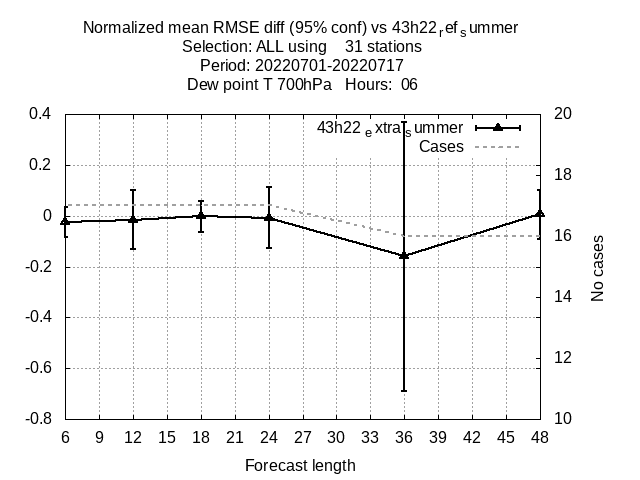 Normalized mean RMSE diff (95% conf) vs 43h22refsummer
Selection: ALL using 31 stations
Period: 20220701-20220717
Dew point T 700hPa Hours: 06
43h22extrasummer
Cases
0.4
0.2
0
-0.2
-0.4
-0.6
-0.8
20
18
16
14
12
10
No cases
6 9 12 15 18 21 24 27 30 33 36 39 42 45 48
Forecast length